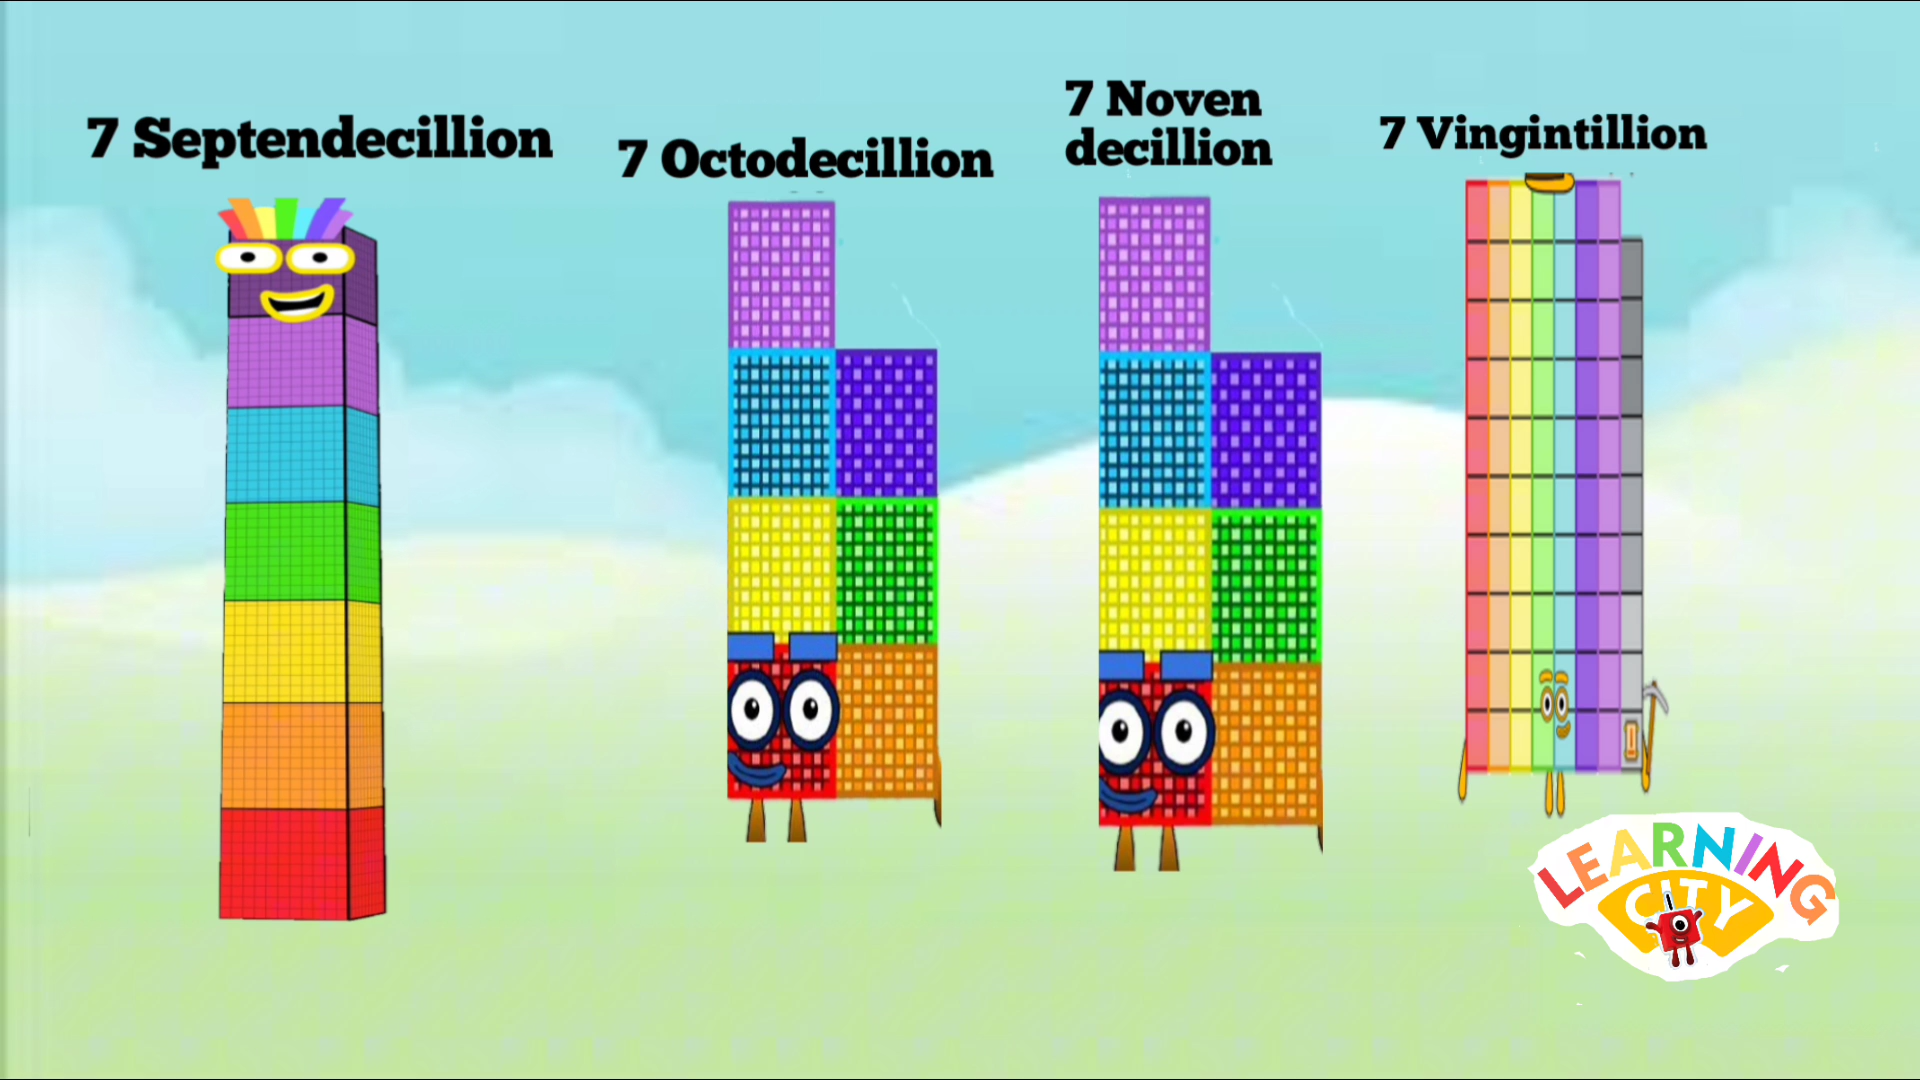 7 Septendecillion
7 Octodecillion
7 Noven
decillion
7 Vingintillion
LEARNING
CITY